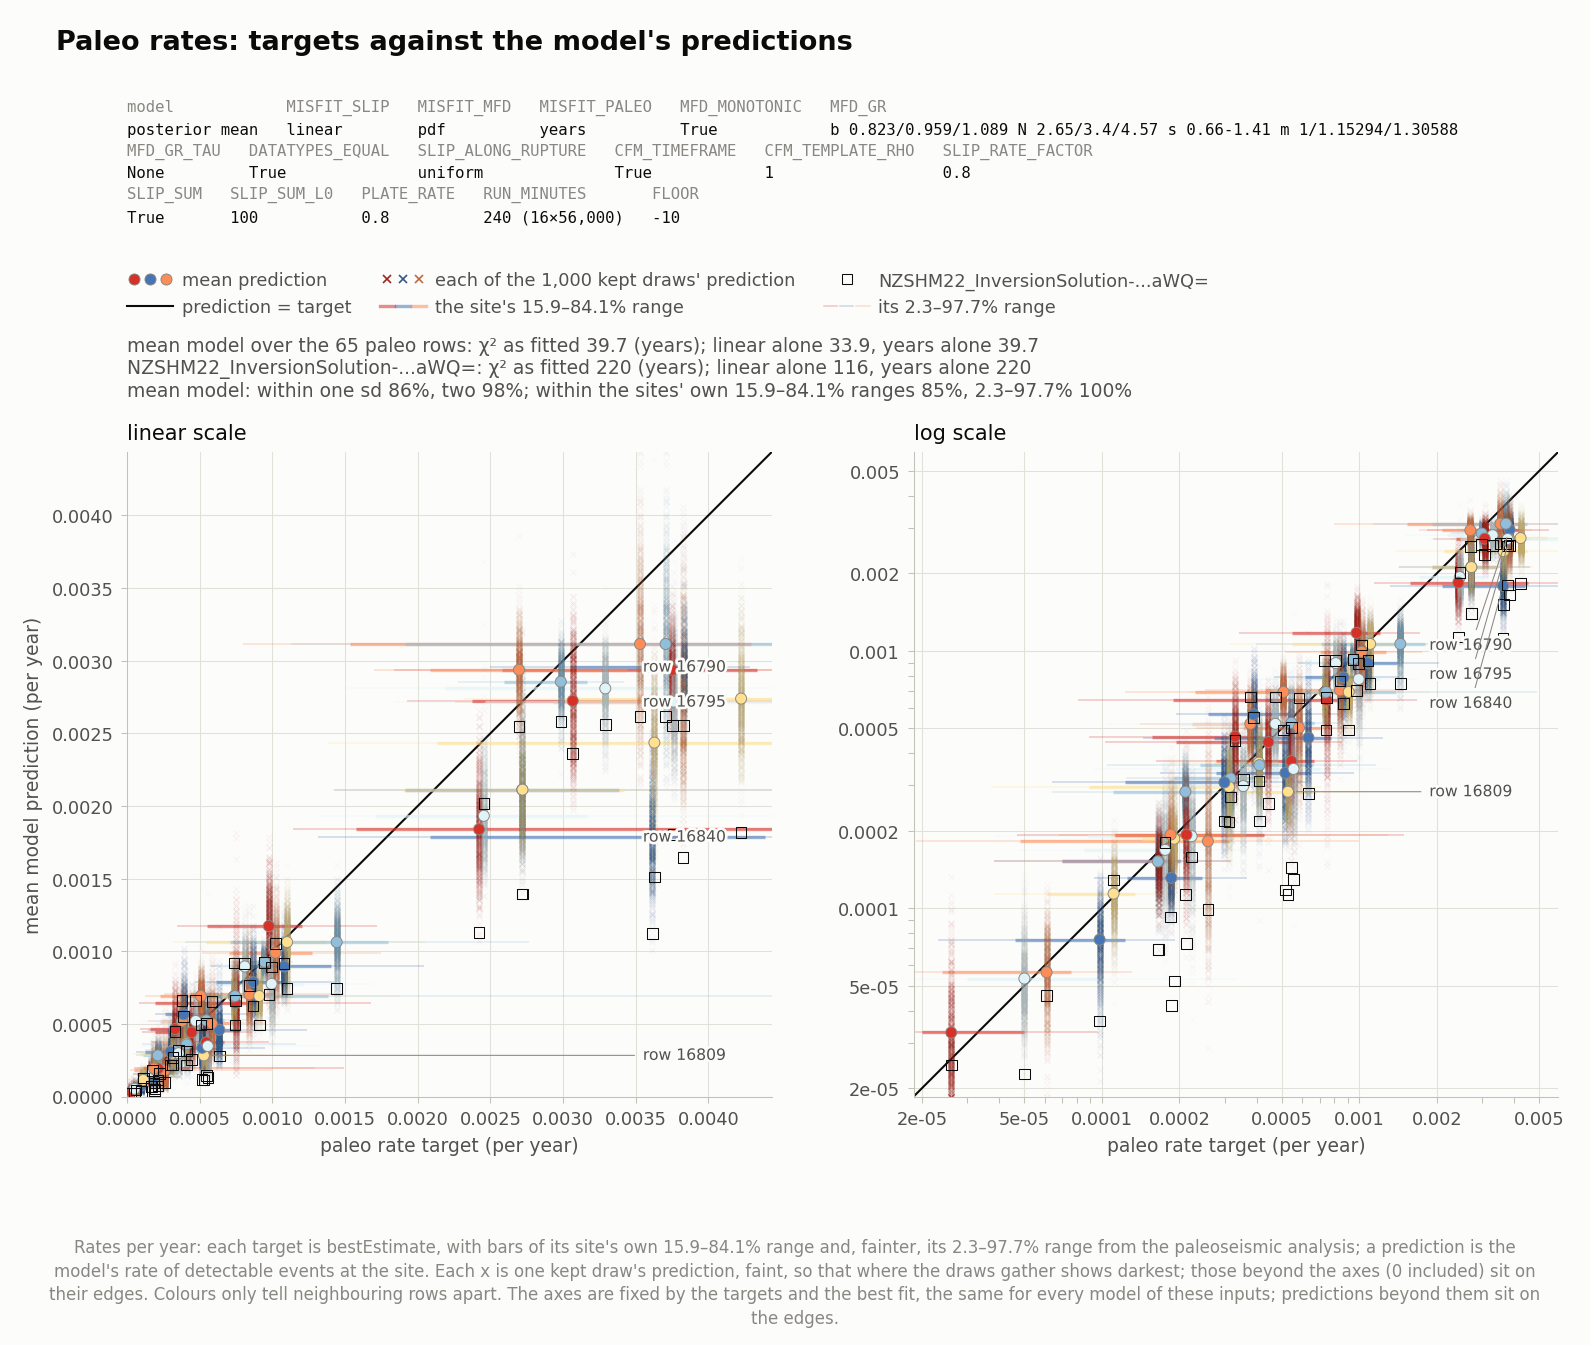 Paleo rates: targets against the model's predictions
model MISFIT_SLIP MISFIT_MFD MISFIT_PALEO MFD_MONOTONIC MFD_GR
posterior mean linear pdf years True b 0.823/0.959/1.089 N 2.65/3.4/4.57 s 0.66-1.41 m 1/1.15294/1.30588
MFD_GR_TAU DATATYPES_EQUAL SLIP_ALONG_RUPTURE CFM_TIMEFRAME CFM_TEMPLATE_RHO SLIP_RATE_FACTOR
None True uniform True 1 0.8
SLIP_SUM SLIP_SUM_L0 PLATE_RATE RUN_MINUTES FLOOR
True 100 0.8 240 (16×56,000) -10
mean prediction each of the 1,000 kept draws' prediction NZSHM22_InversionSolution-...aWQ=
prediction = target the site's 15.9–84.1% range its 2.3–97.7% range
mean model over the 65 paleo rows: χ² as fitted 39.7 (years); linear alone 33.9, years alone 39.7
NZSHM22_InversionSolution-...aWQ=: χ² as fitted 220 (years); linear alone 116, years alone 220
mean model: within one sd 86%, two 98%; within the sites' own 15.9–84.1% ranges 85%, 2.3–97.7% 100%
linear scale
mean model prediction (per year)
0.0040
0.0035
0.0030
0.0025
0.0020
0.0015
0.0010
0.0005
0.0000
row 16790
row 16795
row 16840
row 16809
0.0000 0.0005 0.0010 0.0015 0.0020 0.0025 0.0030 0.0035 0.0040
paleo rate target (per year)
log scale
0.005
0.002
0.001
0.0005
0.0002
0.0001
5e-05
2e-05
row 16790
row 16795
row 16840
row 16809
2e-05 5e-05 0.0001 0.0002 0.0005 0.001 0.002 0.005
paleo rate target (per year)
Rates per year: each target is bestEstimate, with bars of its site's own 15.9–84.1% range and, fainter, its 2.3–97.7% range from the paleoseismic analysis; a prediction is the
model's rate of detectable events at the site. Each x is one kept draw's prediction, faint, so that where the draws gather shows darkest; those beyond the axes (0 included) sit on
their edges. Colours only tell neighbouring rows apart. The axes are fixed by the targets and the best fit, the same for every model of these inputs; predictions beyond them sit on
the edges.